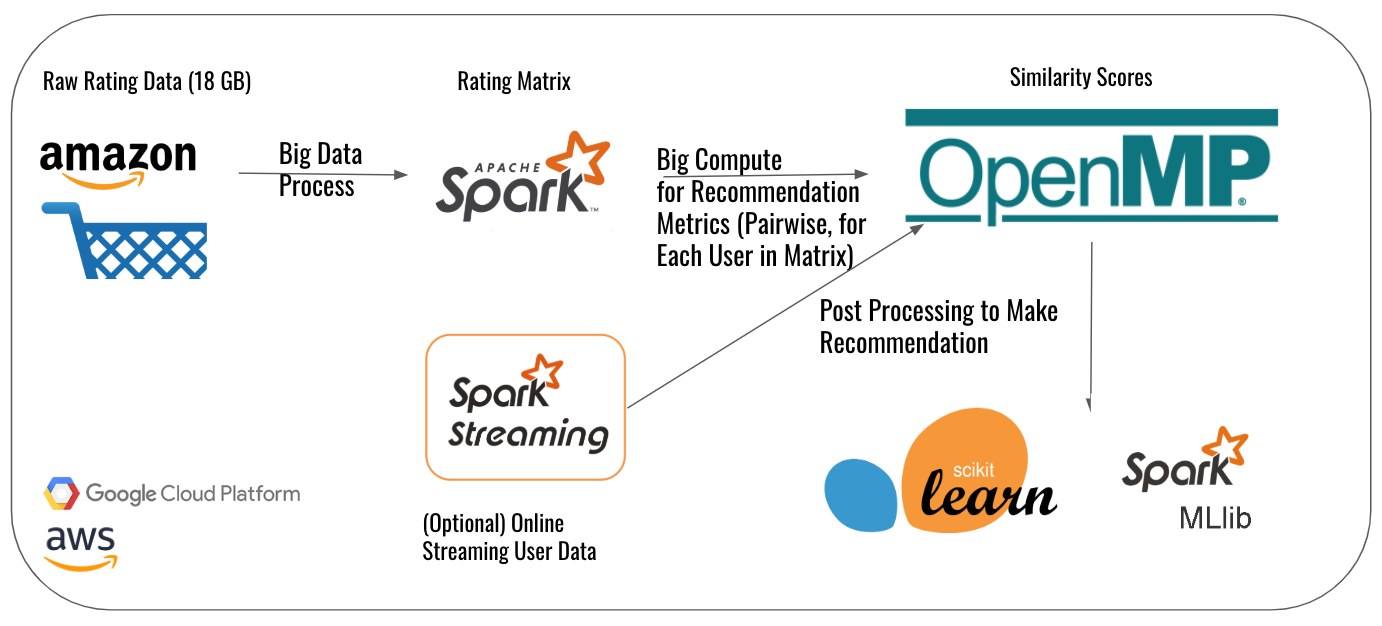 Raw Rating Data (18 GB)
Rating Matrix
Similarity Scores
amazon
Big Data
Process
APACHE
Spark™
Big Compute
for Recommendation
Metrics (Pairwise, for
Each User in Matrix)
OpenMP®
Post Processing to Make
Recommendation
Spark
Streaming
(Optional) Online
Streaming User Data
scikit
learn
Spark
MLlib
Google Cloud Platform
aws